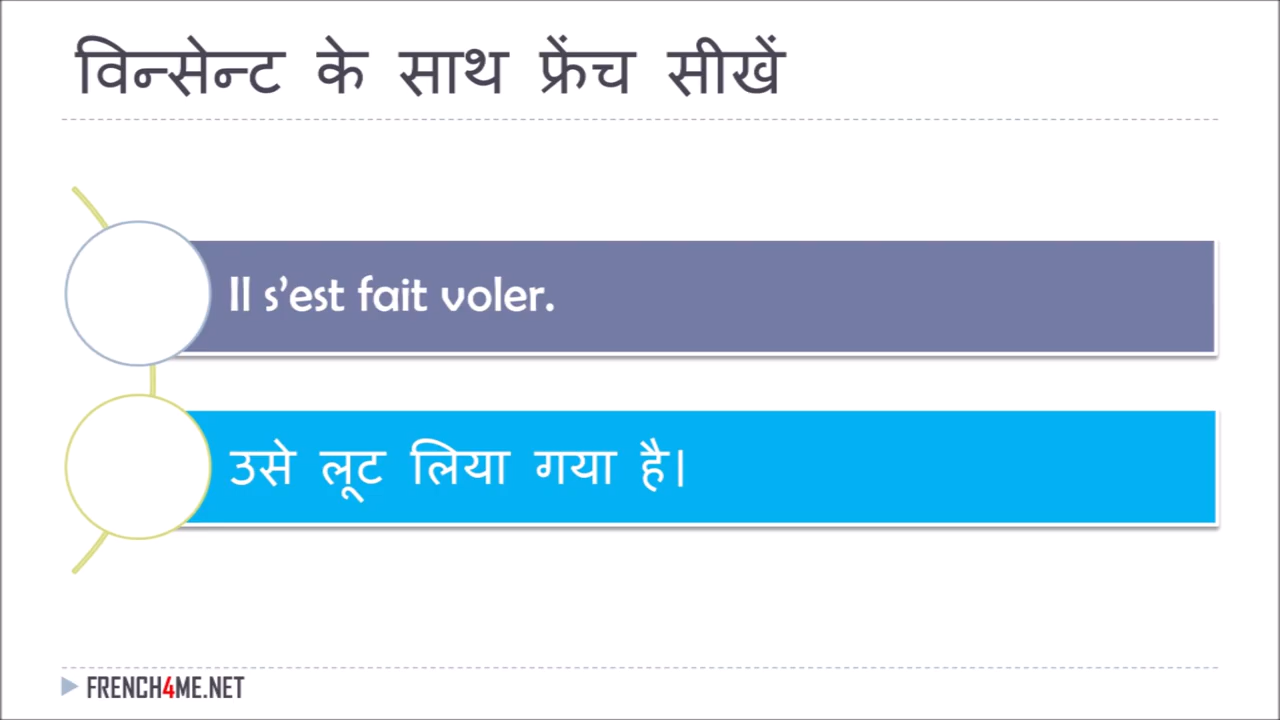 विन्सेन्ट के साथ फ्रेंच सीखें
Il s’est fait voler.
उसे लूट लिया गया है।
FRENCH4ME.NET